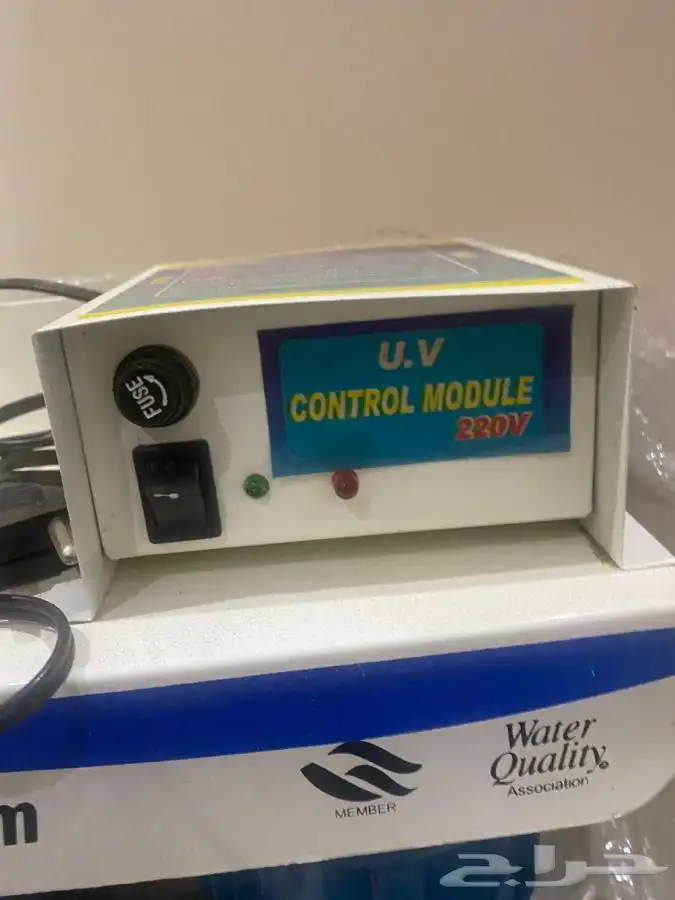 FUSE
U.V
CONTROL MODULE
220V
m
MEMBER
Water
Quality
Association
حراج